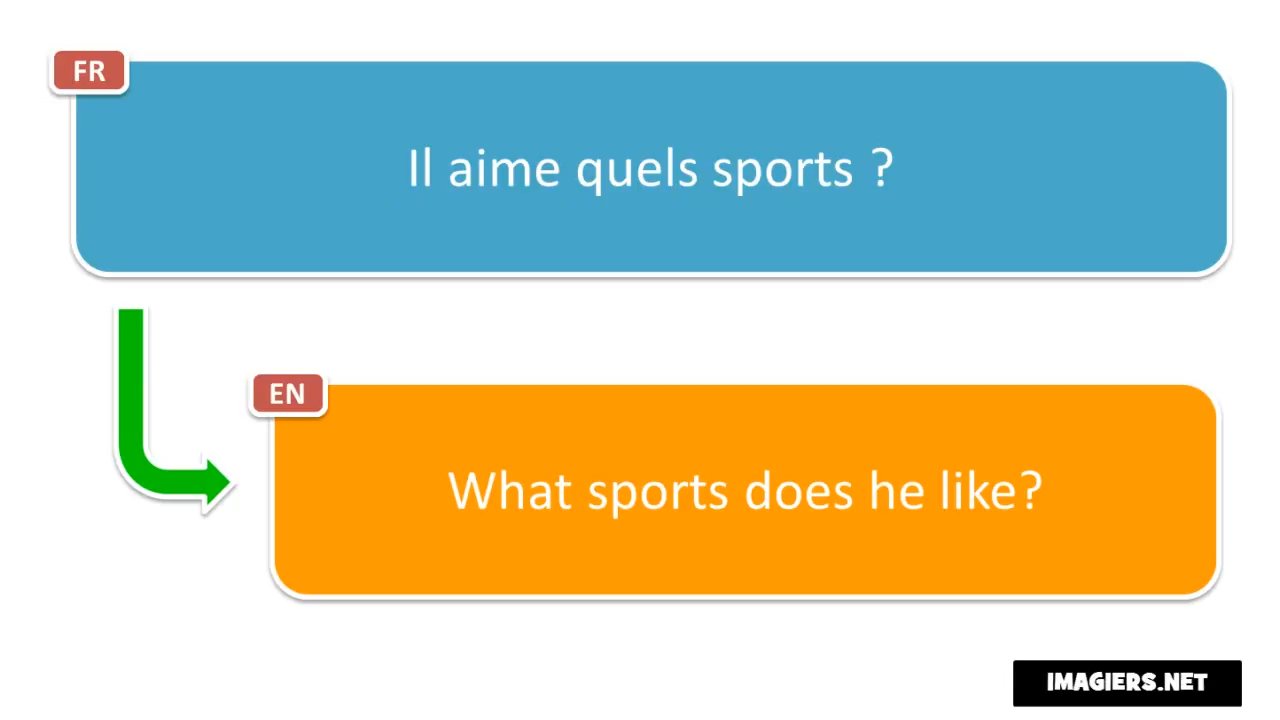 FR
Il aime quels sports ?
EN
What sports does he like?
IMAGIERS.NET